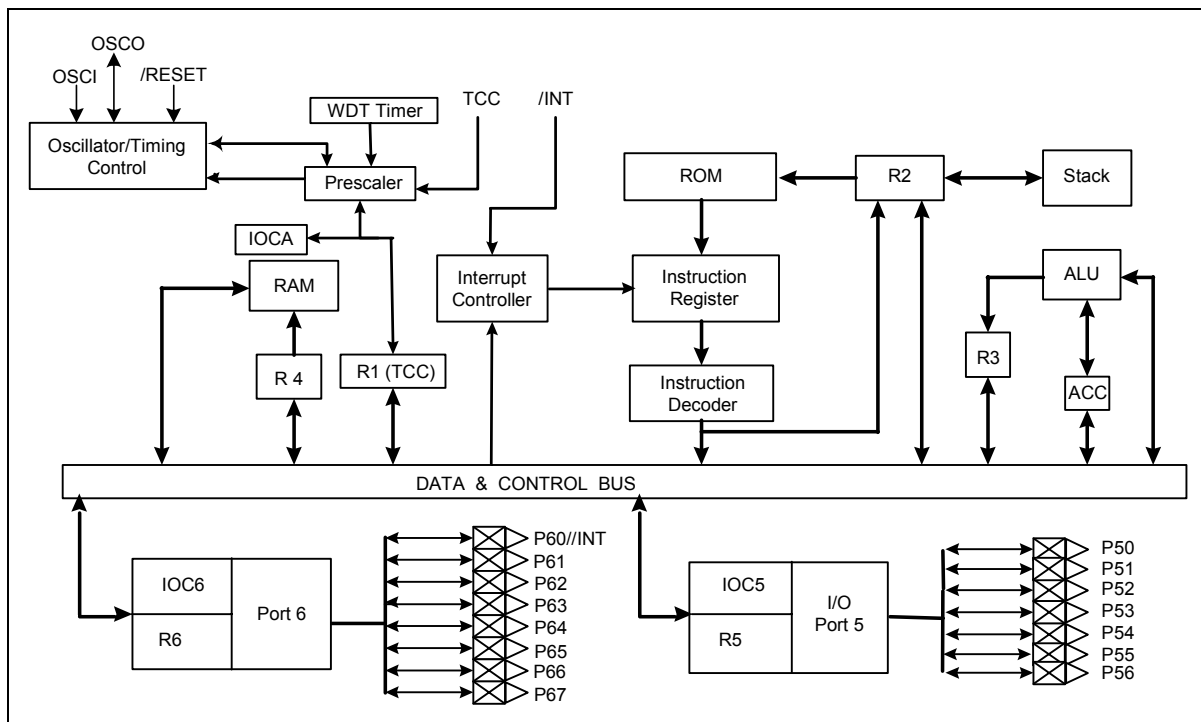 OSCO
OSCI
/RESET
TCC
/INT
WDT Timer
Oscillator/Timing
Control
Prescaler
ROM
R2
Stack
IOCA
RAM
Interrupt
Controller
Instruction
Register
ALU
R 4
R1 (TCC)
Instruction
Decoder
R3
ACC
DATA & CONTROL BUS
IOC6
R6
Port 6
P60//INT
P61
P62
P63
P64
P65
P66
P67
IOC5
R5
I/O
Port 5
P50
P51
P52
P53
P54
P55
P56